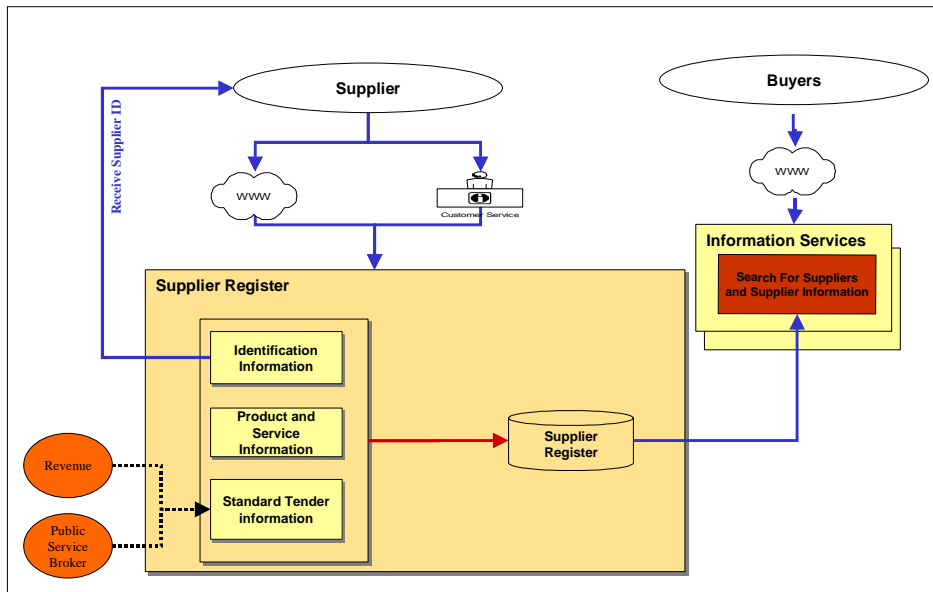 Supplier
Buyers
Receive Supplier ID
www
Customer Service
www
Information Services
Search For Suppliers
and Supplier Information
Supplier Register
Identification
Information
Product and
Service
Information
Supplier
Register
Standard Tender
information
Revenue
Public
Service
Broker